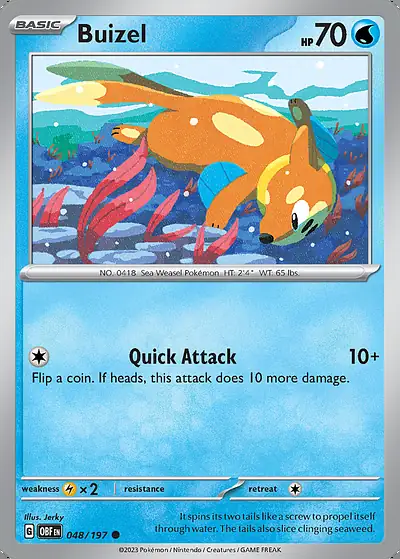 BASIC
Buizel
HP 70
NO. 0418 Sea Weasel Pokémon HT: 2'4" WT: 65 lbs.
Quick Attack 10+
Flip a coin. If heads, this attack does 10 more damage.
weakness ×2 resistance retreat
Illus. Jerky
It spins its two tails like a screw to propel itself
G OBF EN 048/197
through water. The tails also slice clinging seaweed.
©2023 Pokémon / Nintendo / Creatures / GAME FREAK